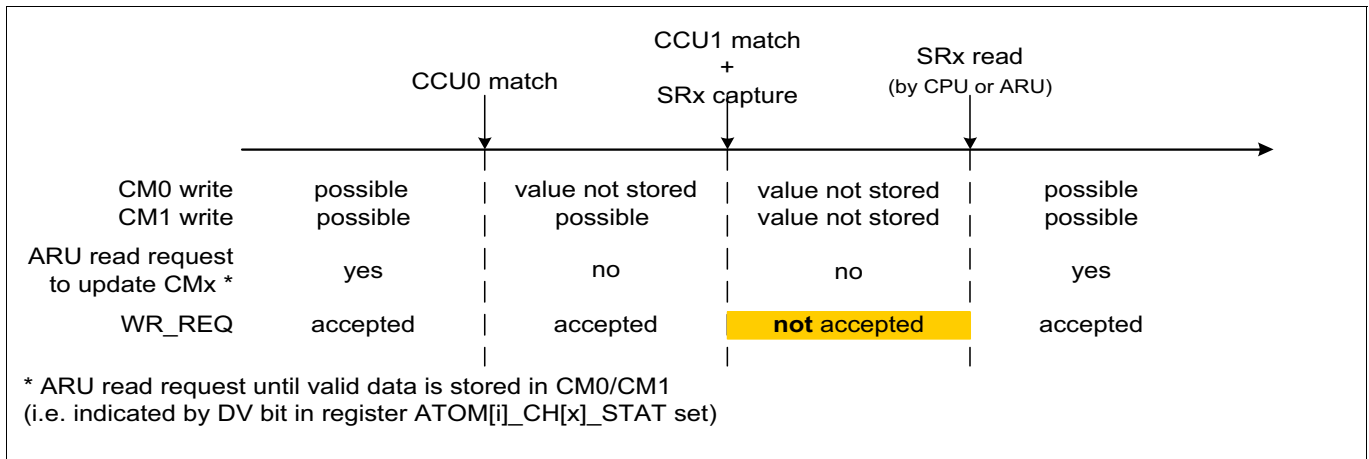 CCU0 match
CCU1 match
+
SRx capture
SRx read
(by CPU or ARU)
CM0 write possible value not stored value not stored possible
CM1 write possible possible value not stored possible
ARU read request
to update CMx * yes no no yes
WR_REQ accepted accepted not accepted accepted
* ARU read request until valid data is stored in CM0/CM1
(i.e. indicated by DV bit in register ATOM[i]_CH[x]_STAT set)